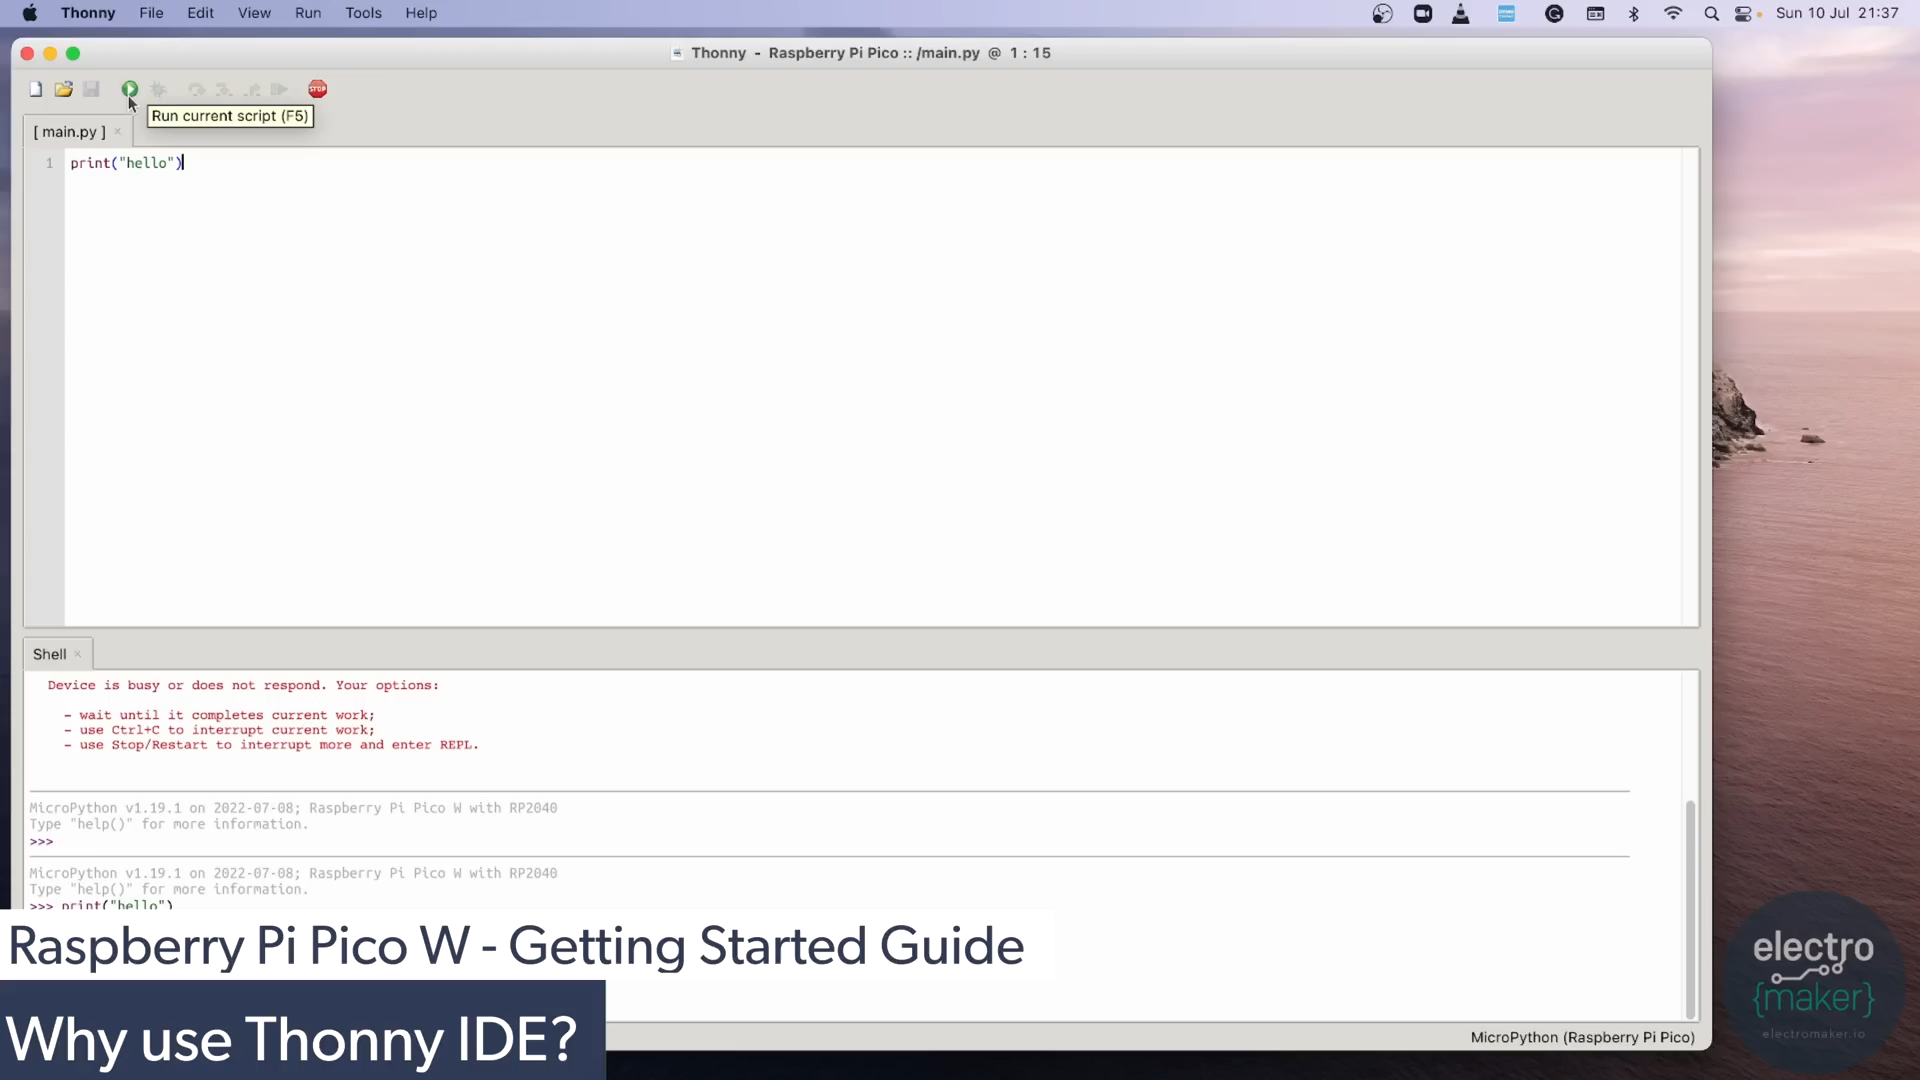 Thonny File Edit View Run Tools Help Sun 10 Jul 21:37
Thonny - Raspberry Pi Pico :: /main.py @ 1 : 15
STOP
Run current script (F5)
[ main.py ] ×
1 print("hello")
Shell ×
Device is busy or does not respond. Your options:
- wait until it completes current work;
- use Ctrl+C to interrupt current work;
- use Stop/Restart to interrupt more and enter REPL.
MicroPython v1.19.1 on 2022-07-08; Raspberry Pi Pico W with RP2040
Type "help()" for more information.
>>>
MicroPython v1.19.1 on 2022-07-08; Raspberry Pi Pico W with RP2040
Type "help()" for more information.
>>> print("hello")
Raspberry Pi Pico W - Getting Started Guide
Why use Thonny IDE?
MicroPython (Raspberry Pi Pico)
electro
{maker}
electromaker.io